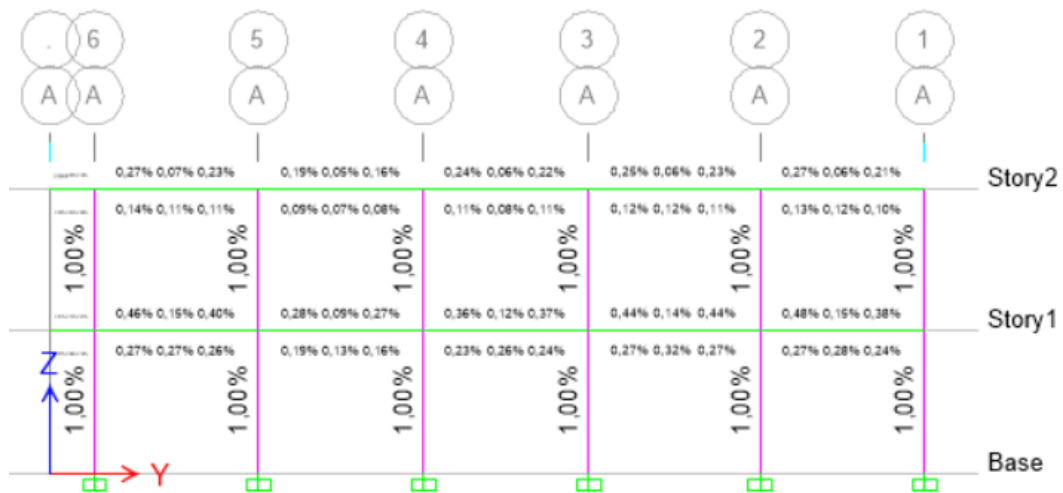 . 6 5 4 3 2 1
A A A A A A A
0,27% 0,07% 0,23% 0,19% 0,05% 0,16% 0,24% 0,06% 0,22% 0,25% 0,06% 0,23% 0,27% 0,06% 0,21%
Story2
0,14% 0,11% 0,11% 0,09% 0,07% 0,08% 0,11% 0,08% 0,11% 0,12% 0,12% 0,11% 0,13% 0,12% 0,10%
1,00% 1,00% 1,00% 1,00% 1,00% 1,00%
0,46% 0,15% 0,40% 0,28% 0,09% 0,27% 0,36% 0,12% 0,37% 0,44% 0,14% 0,44% 0,48% 0,15% 0,38%
Story1
0,27% 0,27% 0,26% 0,19% 0,13% 0,16% 0,23% 0,26% 0,24% 0,27% 0,32% 0,27% 0,27% 0,28% 0,24%
Z
1,00% 1,00% 1,00% 1,00% 1,00% 1,00%
Y
Base